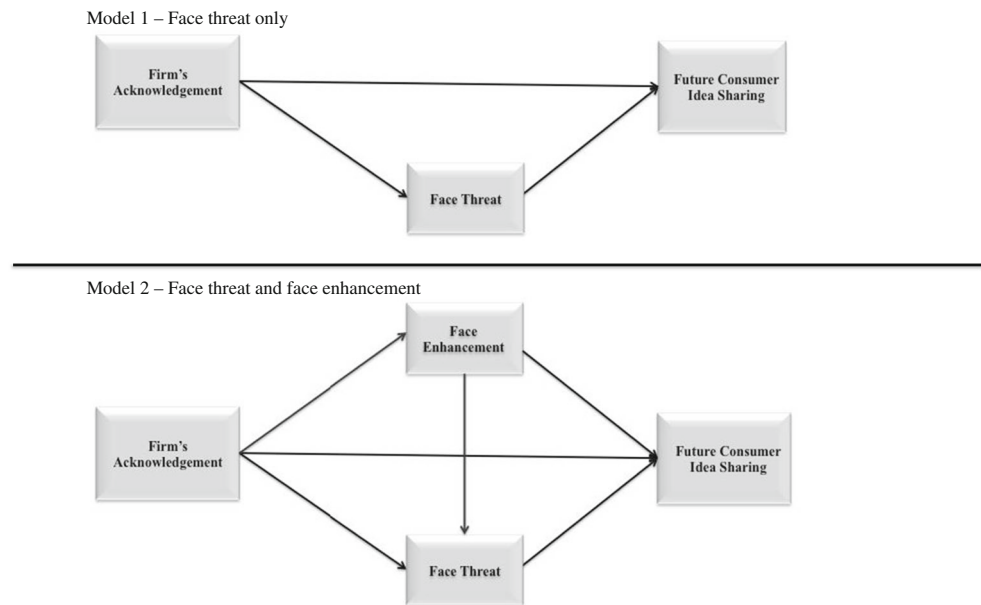 Model 1 – Face threat only
Firm's
Acknowledgement
Future Consumer
Idea Sharing
Face Threat
Model 2 – Face threat and face enhancement
Face
Enhancement
Firm's
Acknowledgement
Future Consumer
Idea Sharing
Face Threat